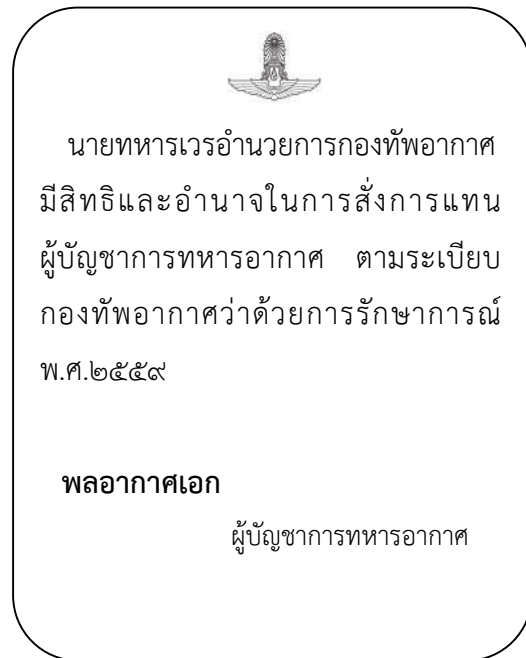 นายทหารเวรอำนวยการกองทัพอากาศ
มีสิทธิและอำนาจในการสั่งการแทน
ผู้บัญชาการทหารอากาศ ตามระเบียบ
กองทัพอากาศว่าด้วยการรักษาการณ์
พ.ศ.๒๕๕๙
พลอากาศเอก
ผู้บัญชาการทหารอากาศ